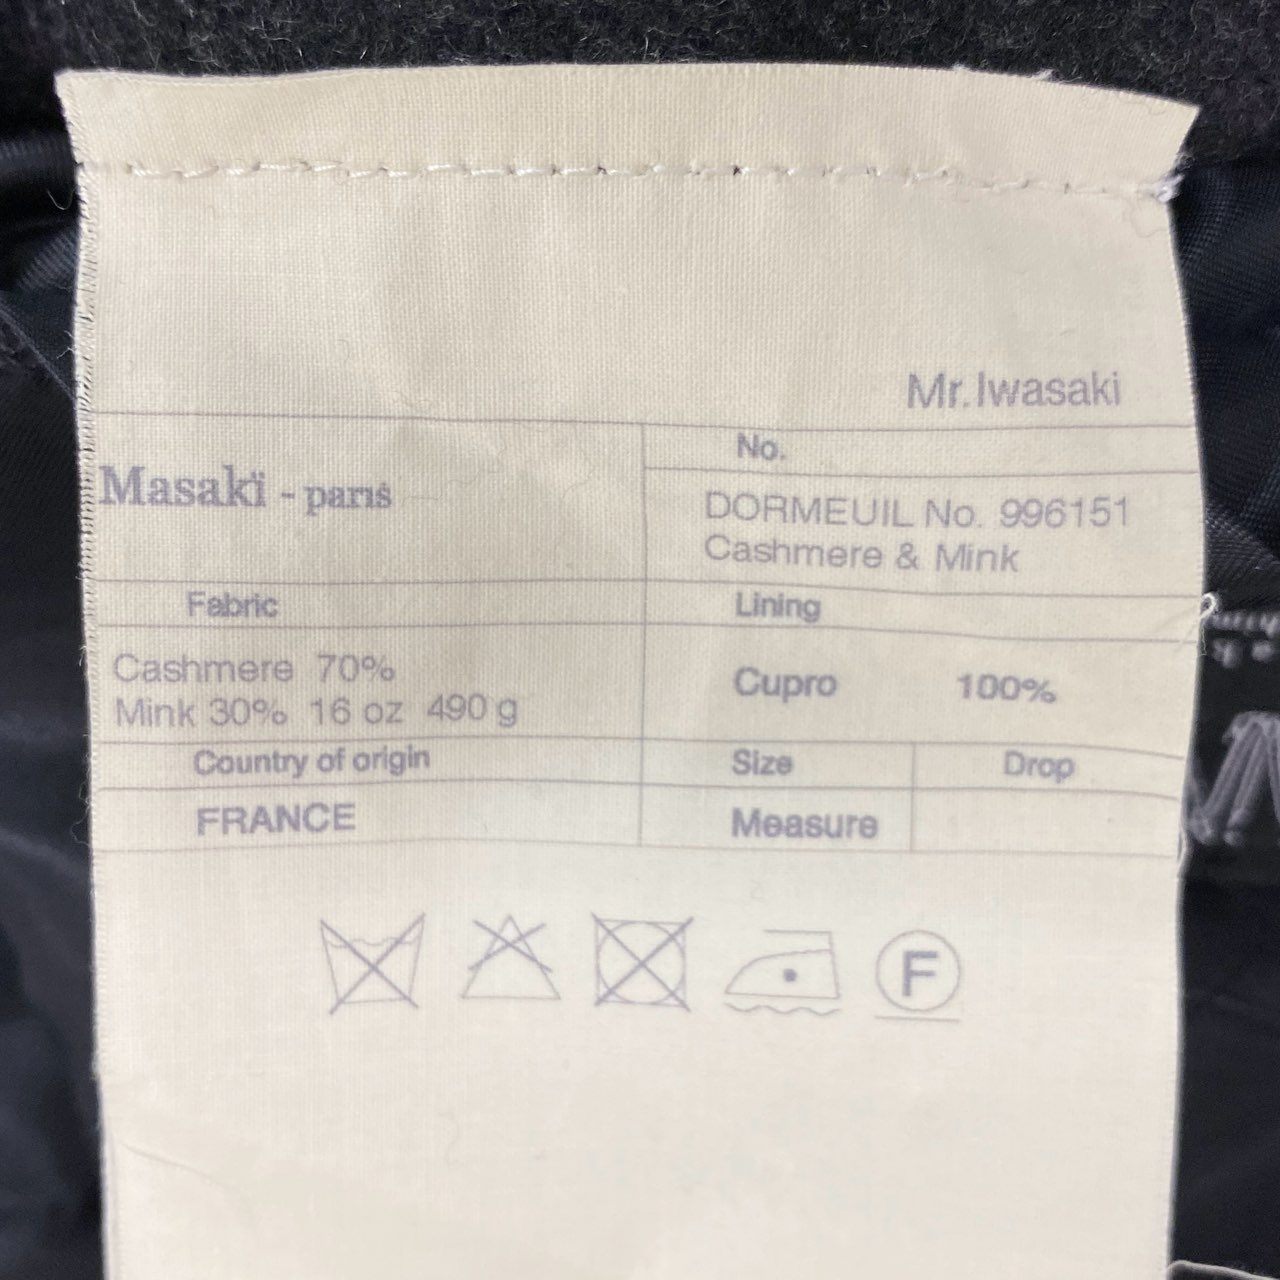 Mr.Iwasaki
Masakï - paris
No.
DORMEUIL No. 996151
Cashmere & Mink
Fabric
Lining
Cashmere 70%
Mink 30% 16 oz 490 g
Cupro 100%
Country of origin
Size
Drop
FRANCE
Measure
F